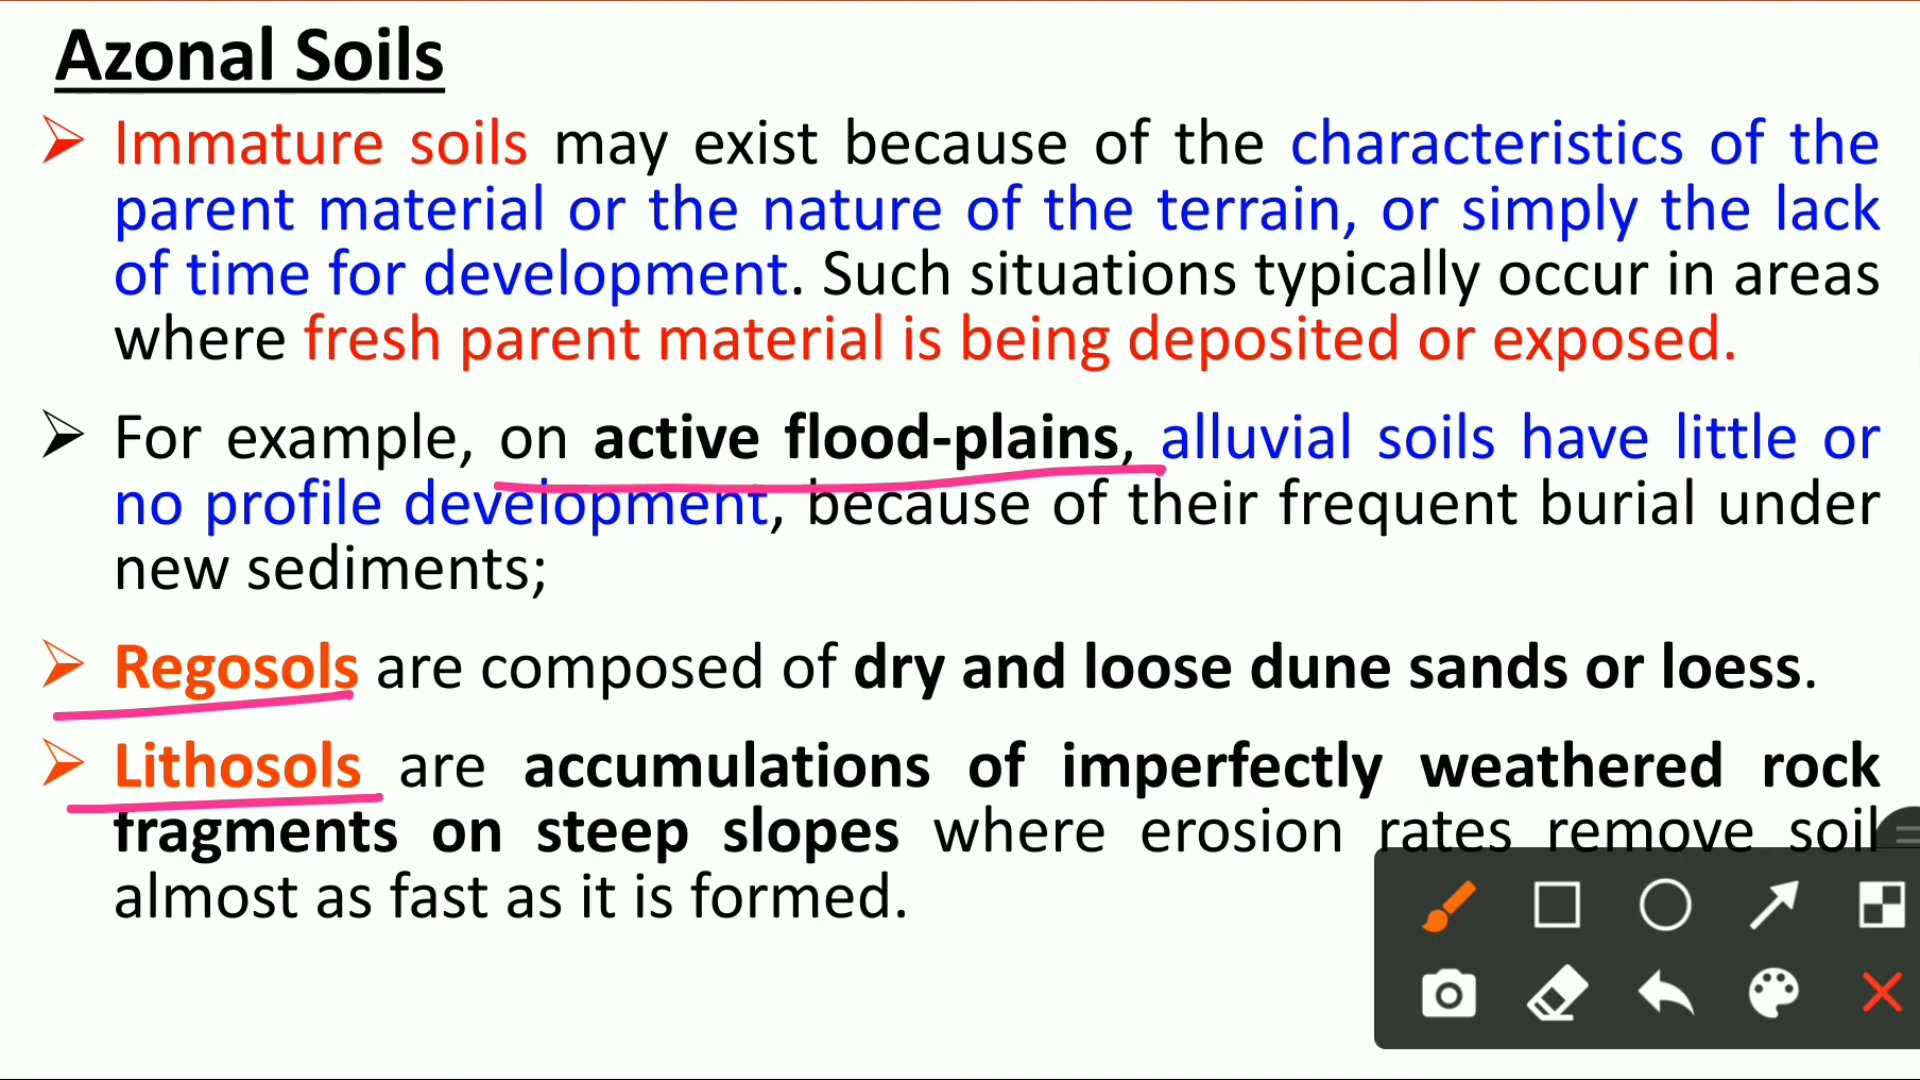 Azonal Soils
Immature soils may exist because of the characteristics of the
parent material or the nature of the terrain, or simply the lack
of time for development. Such situations typically occur in areas
where fresh parent material is being deposited or exposed.
For example, on active flood-plains, alluvial soils have little or
no profile development, because of their frequent burial under
new sediments;
Regosols are composed of dry and loose dune sands or loess.
Lithosols are accumulations of imperfectly weathered rock
fragments on steep slopes where erosion rates remove soil
almost as fast as it is formed.